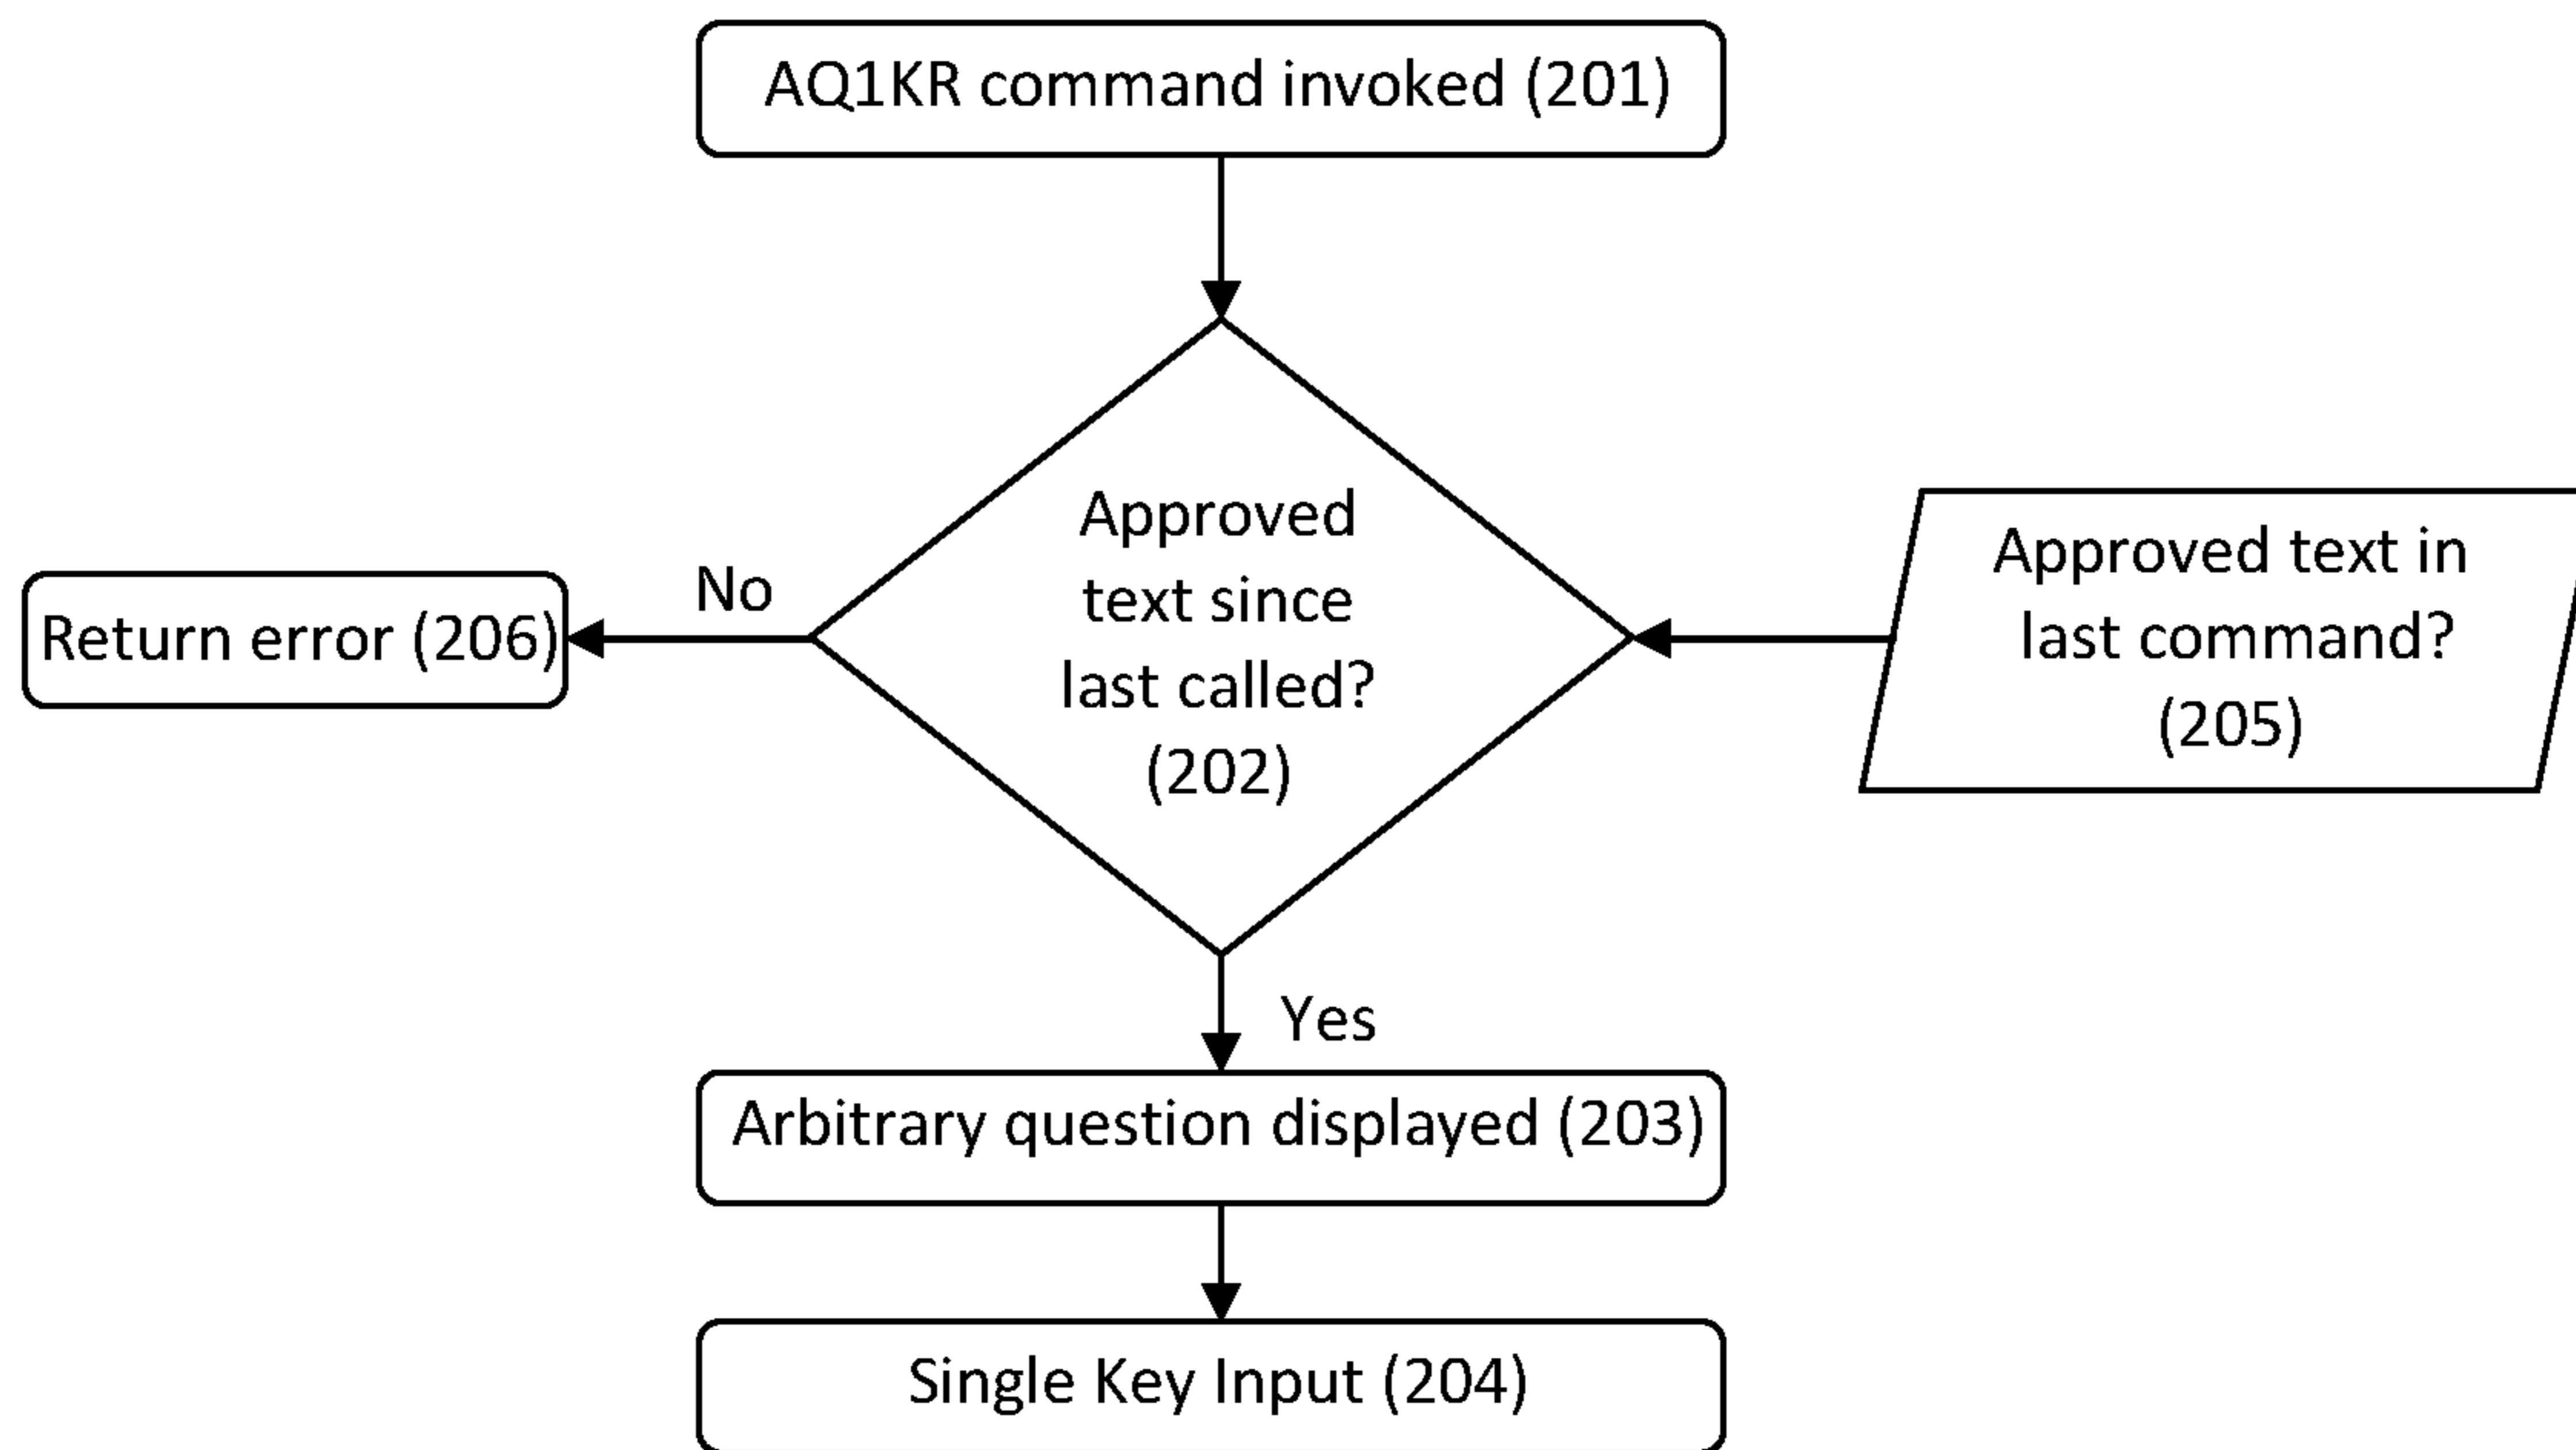 AQ1KR command invoked (201)
Approved
text since
last called?
(202)
No
Return error (206)
Approved text in
last command?
(205)
Yes
Arbitrary question displayed (203)
Single Key Input (204)